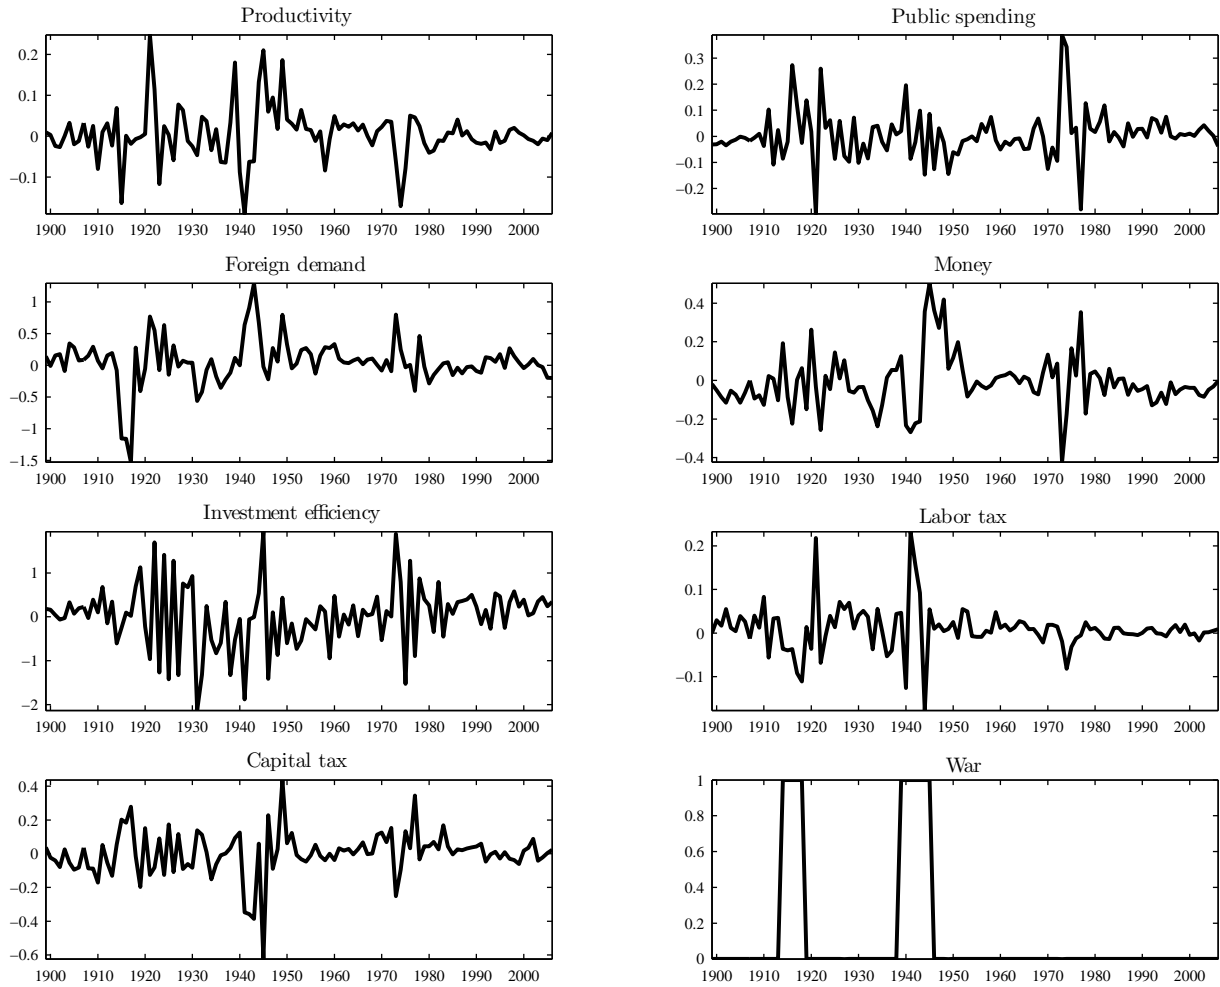 Productivity
0.2
0.1
0
−0.1
1900 1910 1920 1930 1940 1950 1960 1970 1980 1990 2000
Public spending
0.3
0.2
0.1
0
−0.1
−0.2
1900 1910 1920 1930 1940 1950 1960 1970 1980 1990 2000
Foreign demand
1
0.5
0
−0.5
−1
−1.5
1900 1910 1920 1930 1940 1950 1960 1970 1980 1990 2000
Money
0.4
0.2
0
−0.2
−0.4
1900 1910 1920 1930 1940 1950 1960 1970 1980 1990 2000
Investment efficiency
1
0
−1
−2
1900 1910 1920 1930 1940 1950 1960 1970 1980 1990 2000
Labor tax
0.2
0.1
0
−0.1
1900 1910 1920 1930 1940 1950 1960 1970 1980 1990 2000
Capital tax
0.4
0.2
0
−0.2
−0.4
−0.6
1900 1910 1920 1930 1940 1950 1960 1970 1980 1990 2000
War
1
0.8
0.6
0.4
0.2
0
1900 1910 1920 1930 1940 1950 1960 1970 1980 1990 2000